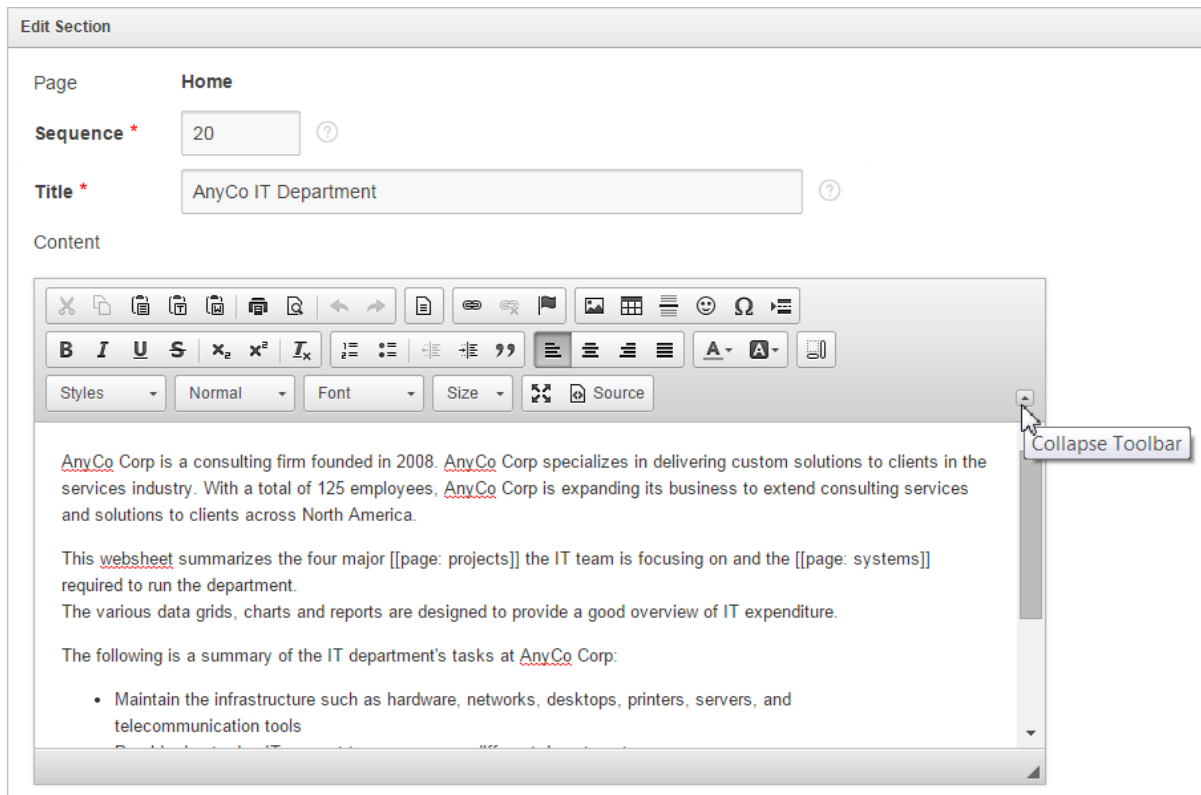 Edit Section
Page Home
Sequence * 20 ?
Title * AnyCo IT Department ?
Content
B I U S x₂ x² Tx A A
Styles Normal Font Size Source
Collapse Toolbar
AnyCo Corp is a consulting firm founded in 2008. AnyCo Corp specializes in delivering custom solutions to clients in the
services industry. With a total of 125 employees, AnyCo Corp is expanding its business to extend consulting services
and solutions to clients across North America.
This websheet summarizes the four major [[page: projects]] the IT team is focusing on and the [[page: systems]]
required to run the department.
The various data grids, charts and reports are designed to provide a good overview of IT expenditure.
The following is a summary of the IT department's tasks at AnyCo Corp:
• Maintain the infrastructure such as hardware, networks, desktops, printers, servers, and
telecommunication tools